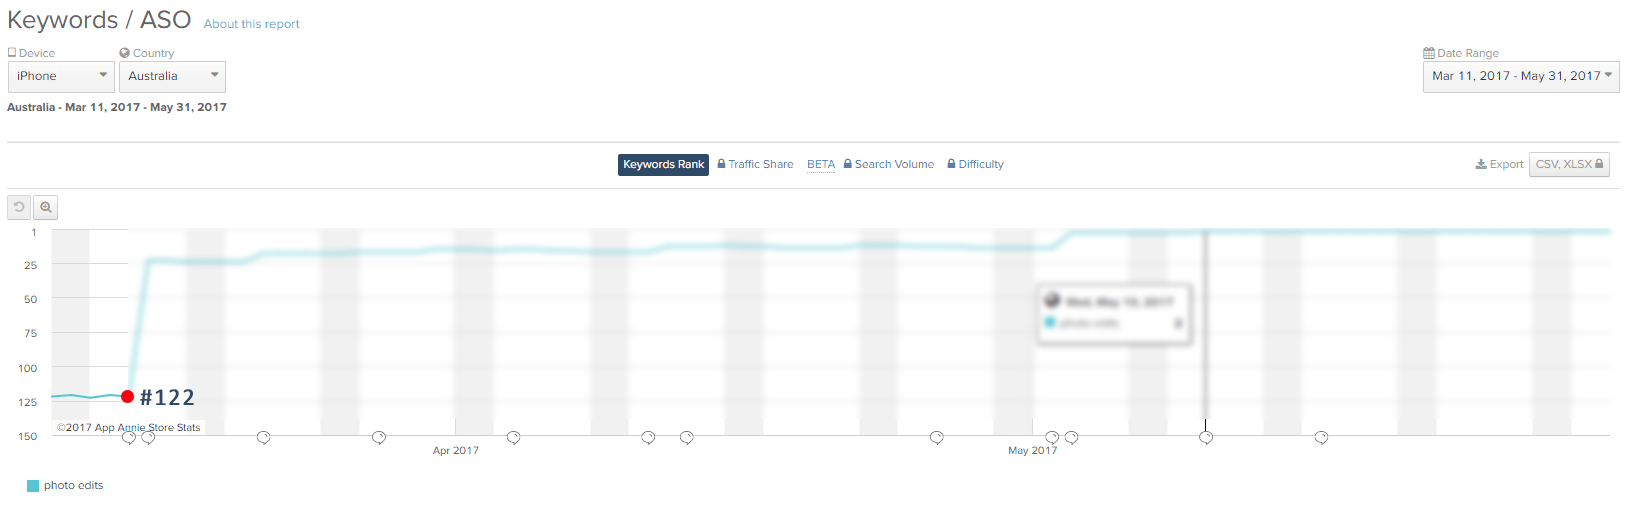 Keywords / ASO About this report
Device Country Date Range
iPhone Australia Mar 11, 2017 - May 31, 2017
Australia - Mar 11, 2017 - May 31, 2017
Keywords Rank Traffic Share BETA Search Volume Difficulty Export CSV, XLSX
1
25
50
75
100
125
150
#122
©2017 App Annie Store Stats
Apr 2017 May 2017
photo edits
photo edits